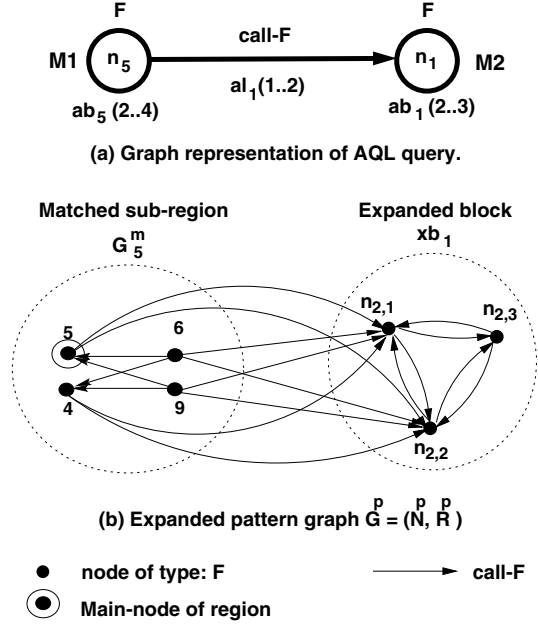 F F
call-F
M1 n5 n1 M2
al1(1..2)
ab5 (2..4) ab1 (2..3)
(a) Graph representation of AQL query.
Matched sub-region Expanded block
G5m xb1
n2,1
n2,3
5 6
4 9
n2,2
(b) Expanded pattern graph Gp = (Np, Rp)
node of type: F call-F
Main-node of region